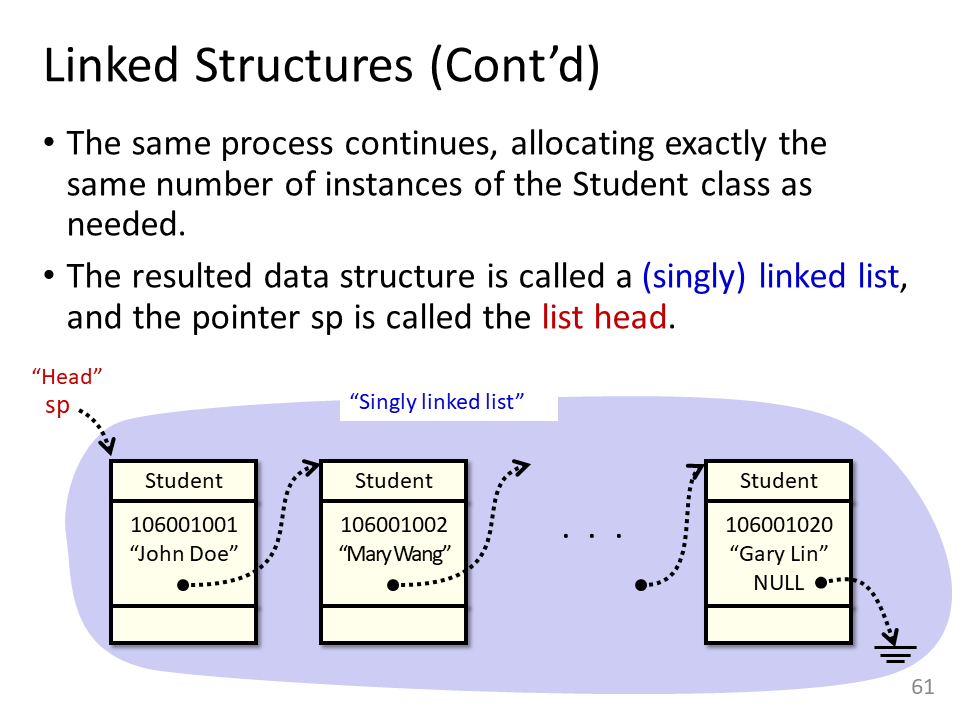 Linked Structures (Cont’d)
• The same process continues, allocating exactly the
same number of instances of the Student class as
needed.
• The resulted data structure is called a (singly) linked list,
and the pointer sp is called the list head.
“Head”
sp
“Singly linked list”
Student
106001001
“John Doe”
Student
106001002
“Mary Wang”
. . .
Student
106001020
“Gary Lin”
NULL
61